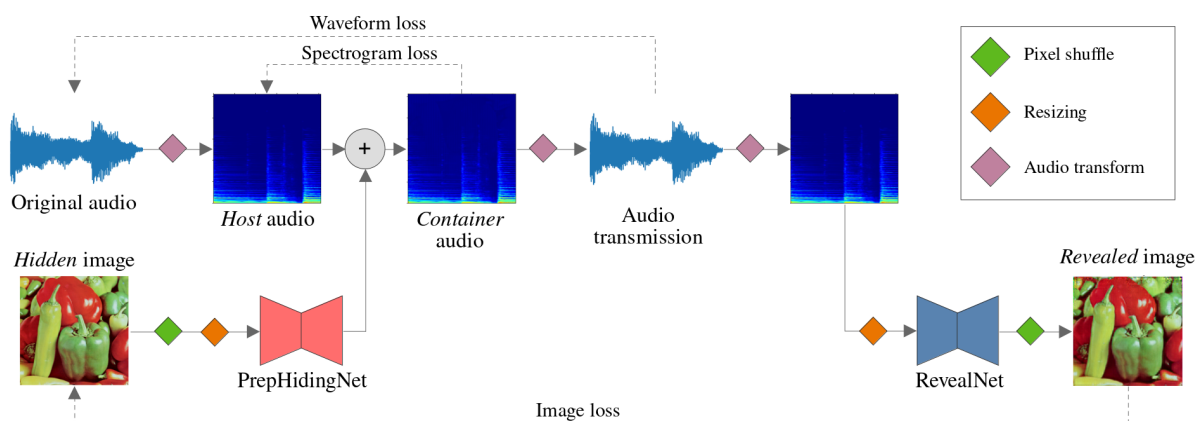 Waveform loss
Spectrogram loss
Pixel shuffle
Resizing
Audio transform
Original audio
Host audio
Container
audio
Audio
transmission
Hidden image
Revealed image
PrepHidingNet
RevealNet
Image loss